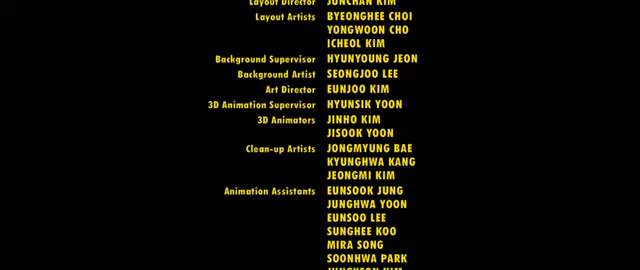 Layout Director JUNCHAN KIM
Layout Artists BYEONGHEE CHOI
YONGWOON CHO
ICHEOL KIM
Background Supervisor HYUNYOUNG JEON
Background Artist SEONGJOO LEE
Art Director EUNJOO KIM
3D Animation Supervisor HYUNSIK YOON
3D Animators JINHO KIM
JISOOK YOON
Clean-up Artists JONGMYUNG BAE
KYUNGHWA KANG
JEONGMI KIM
Animation Assistants EUNSOOK JUNG
JUNGHWA YOON
EUNSOO LEE
SUNGHEE KOO
MIRA SONG
SOONHWA PARK
KIM